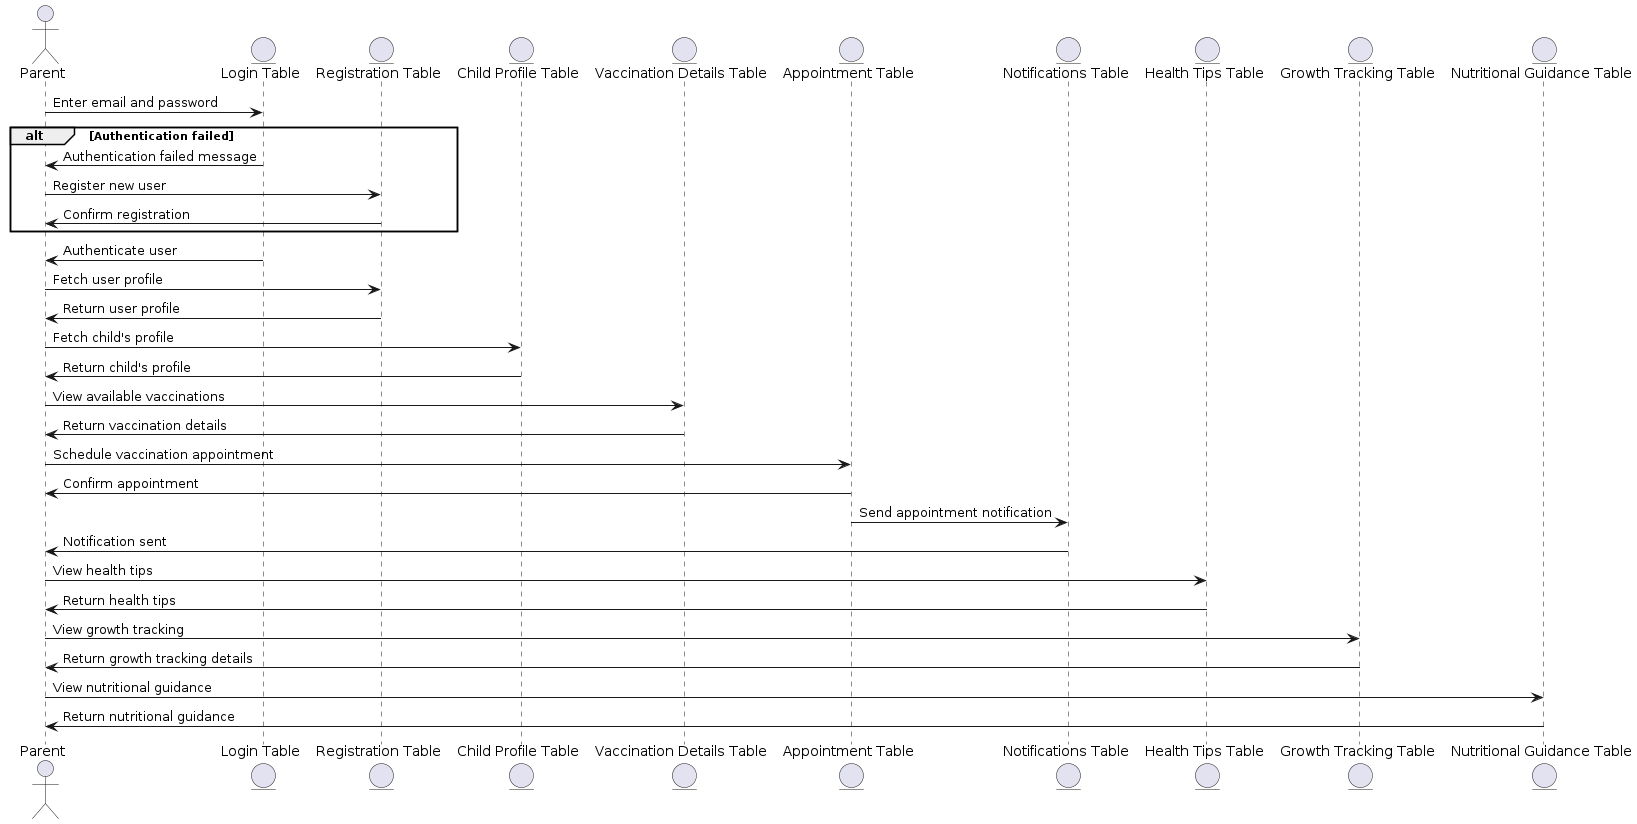 Parent
Login Table
Registration Table
Child Profile Table
Vaccination Details Table
Appointment Table
Notifications Table
Health Tips Table
Growth Tracking Table
Nutritional Guidance Table
Enter email and password
alt
[Authentication failed]
Authentication failed message
Register new user
Confirm registration
Authenticate user
Fetch user profile
Return user profile
Fetch child's profile
Return child's profile
View available vaccinations
Return vaccination details
Schedule vaccination appointment
Confirm appointment
Send appointment notification
Notification sent
View health tips
Return health tips
View growth tracking
Return growth tracking details
View nutritional guidance
Return nutritional guidance
Parent
Login Table
Registration Table
Child Profile Table
Vaccination Details Table
Appointment Table
Notifications Table
Health Tips Table
Growth Tracking Table
Nutritional Guidance Table